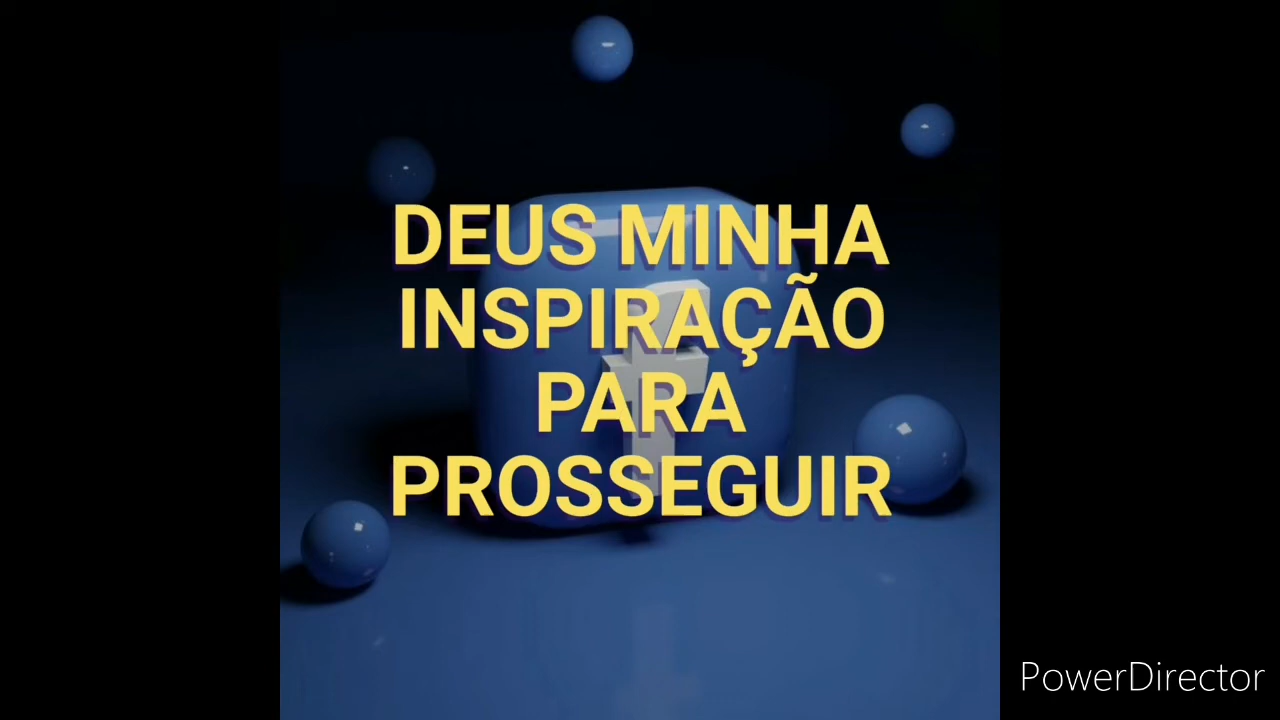 DEUS MINHA
INSPIRAÇÃO
PARA
PROSSEGUIR
f
PowerDirector